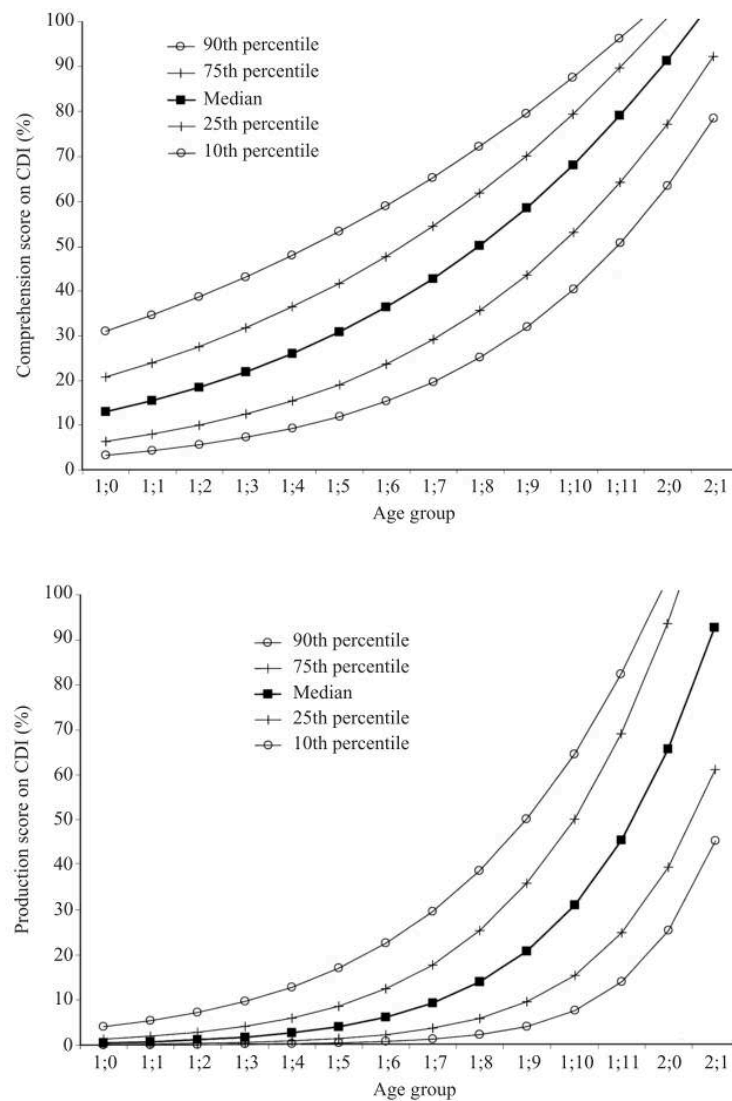 100
90
80
70
60
50
40
30
20
10
0
Comprehension score on CDI (%)
90th percentile
75th percentile
Median
25th percentile
10th percentile
1;0 1;1 1;2 1;3 1;4 1;5 1;6 1;7 1;8 1;9 1;10 1;11 2;0 2;1
Age group
100
90
80
70
60
50
40
30
20
10
0
Production score on CDI (%)
90th percentile
75th percentile
Median
25th percentile
10th percentile
1;0 1;1 1;2 1;3 1;4 1;5 1;6 1;7 1;8 1;9 1;10 1;11 2;0 2;1
Age group